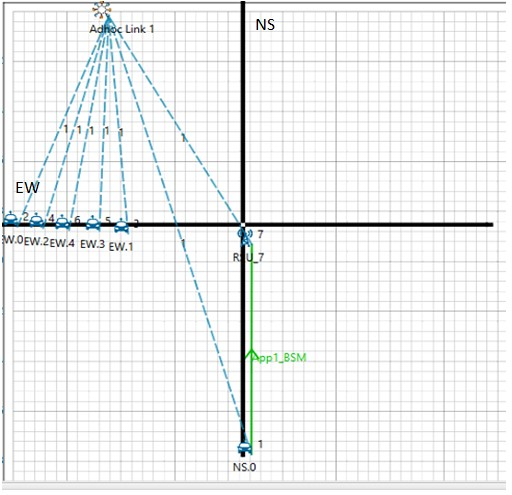 Adhoc Link 1
NS
1
1 1 1 1 1
EW
2 4 6 5 3
7
EW.0 EW.2 EW.4 EW.3 EW.1
RSU_7
1
App1_BSM
1
NS.0